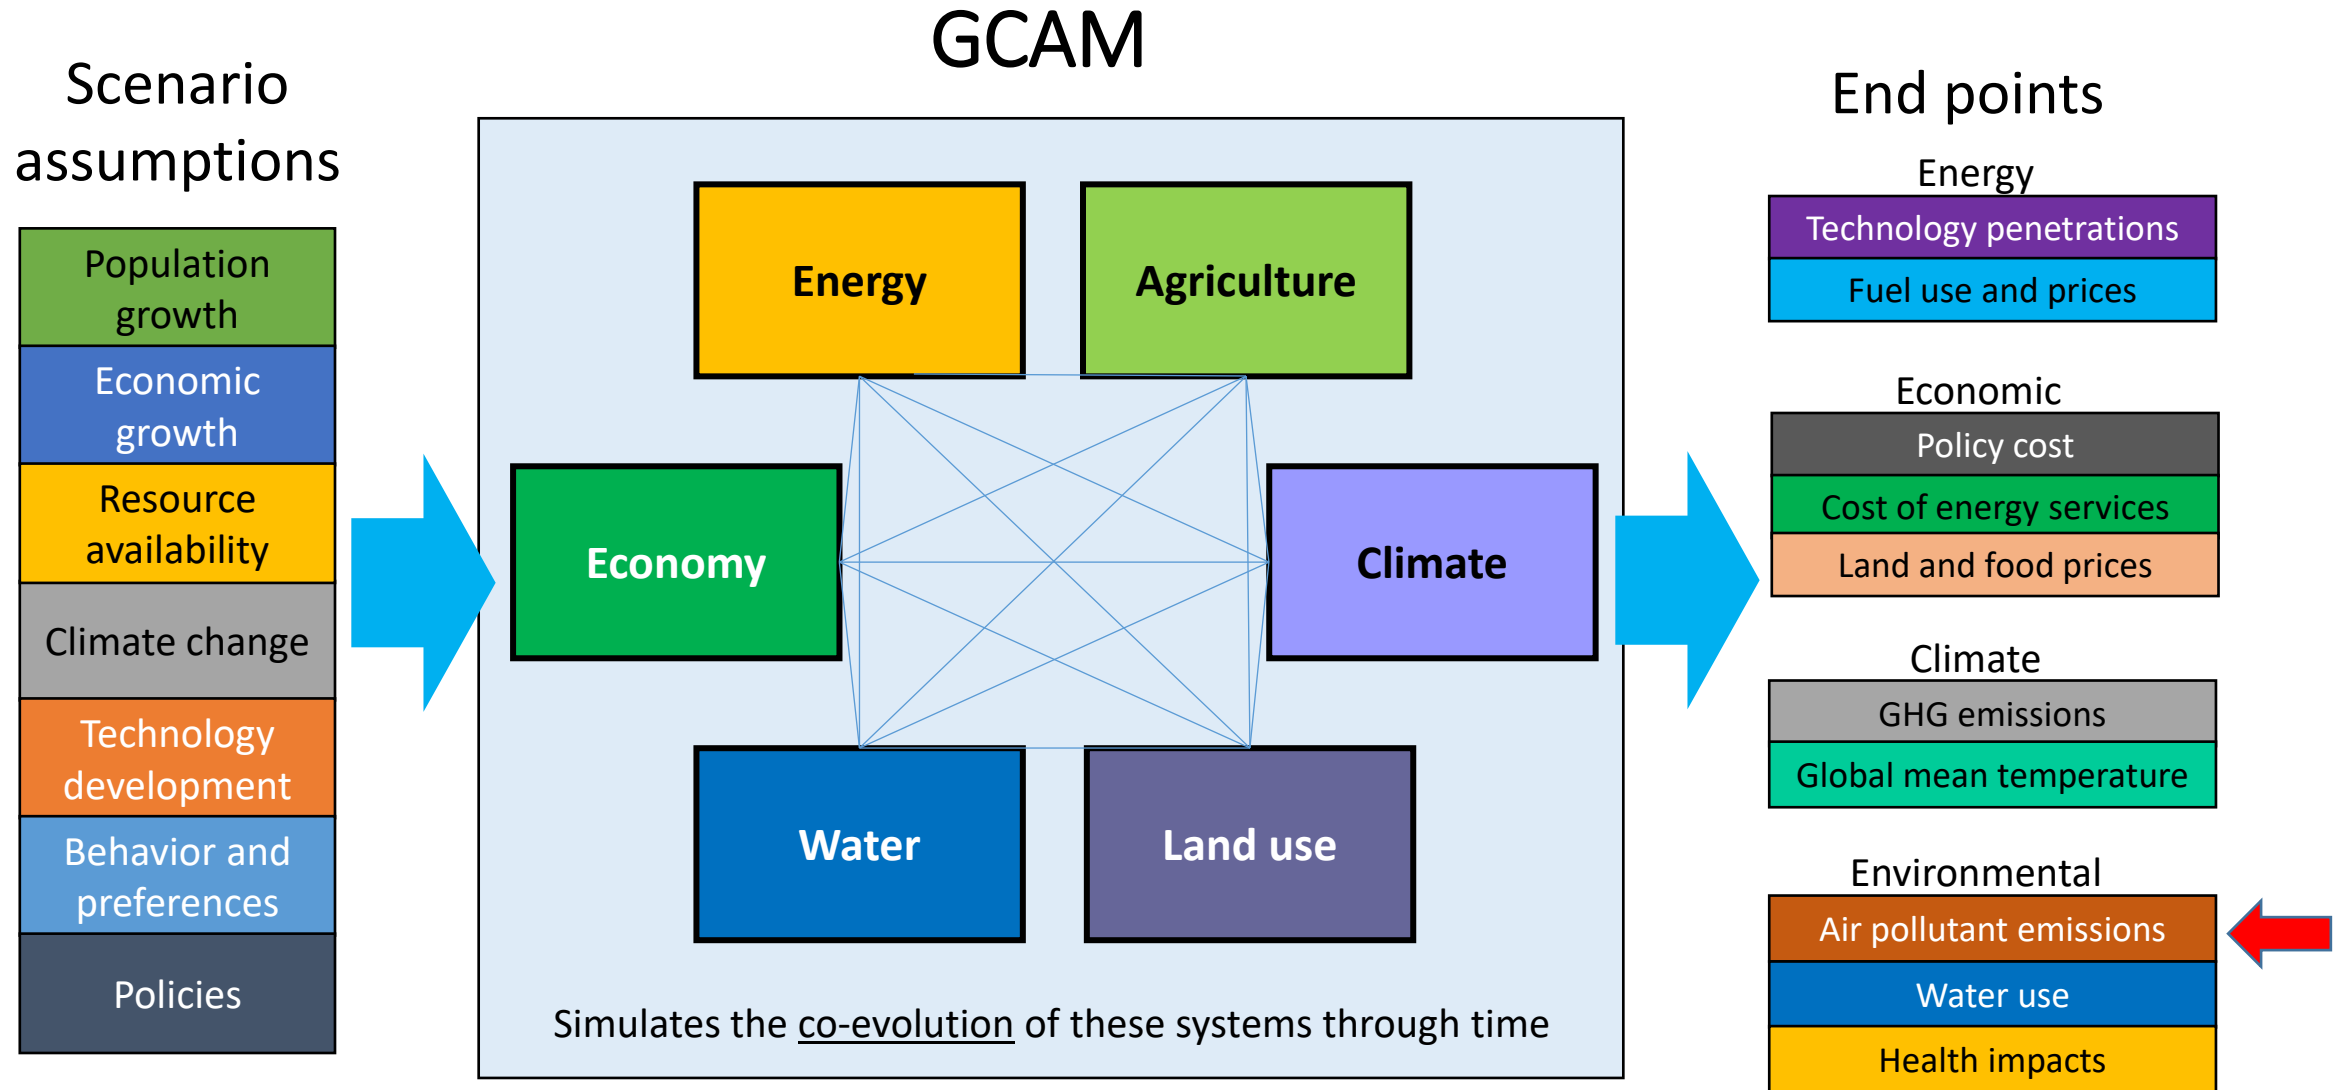 GCAM
Scenario
assumptions
Population
growth
Economic
growth
Resource
availability
Climate change
Technology
development
Behavior and
preferences
Policies
Energy
Agriculture
Economy
Climate
Water
Land use
Simulates the co-evolution of these systems through time
End points
Energy
Technology penetrations
Fuel use and prices
Economic
Policy cost
Cost of energy services
Land and food prices
Climate
GHG emissions
Global mean temperature
Environmental
Air pollutant emissions
Water use
Health impacts